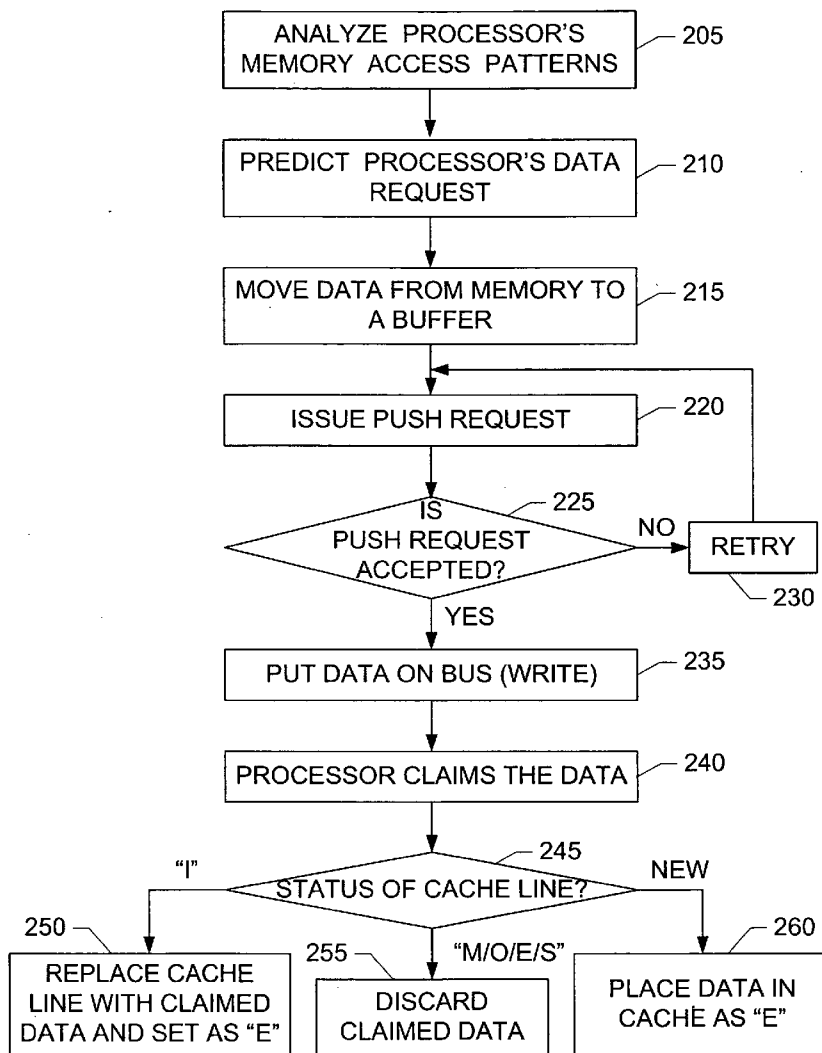 ANALYZE PROCESSOR'S
MEMORY ACCESS PATTERNS
205
PREDICT PROCESSOR'S DATA
REQUEST
210
MOVE DATA FROM MEMORY TO
A BUFFER
215
ISSUE PUSH REQUEST
220
IS
PUSH REQUEST
ACCEPTED?
225
NO
RETRY
230
YES
PUT DATA ON BUS (WRITE)
235
PROCESSOR CLAIMS THE DATA
240
STATUS OF CACHE LINE?
245
"I"
NEW
"M/O/E/S"
250
REPLACE CACHE
LINE WITH CLAIMED
DATA AND SET AS "E"
255
DISCARD
CLAIMED DATA
260
PLACE DATA IN
CACHE AS "E"